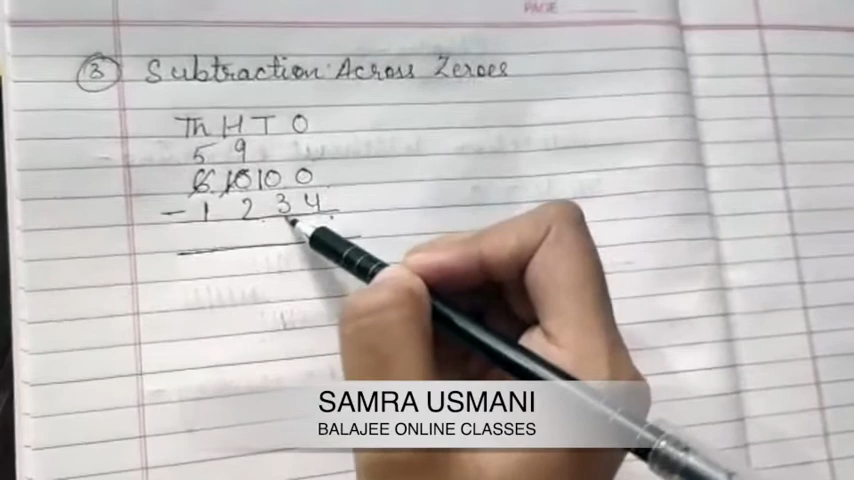 PAGE
3 Subtraction Across Zeroes
Th H T O
5 9
6 10 10 0
- 1 2 3 4
SAMRA USMANI
BALAJEE ONLINE CLASSES